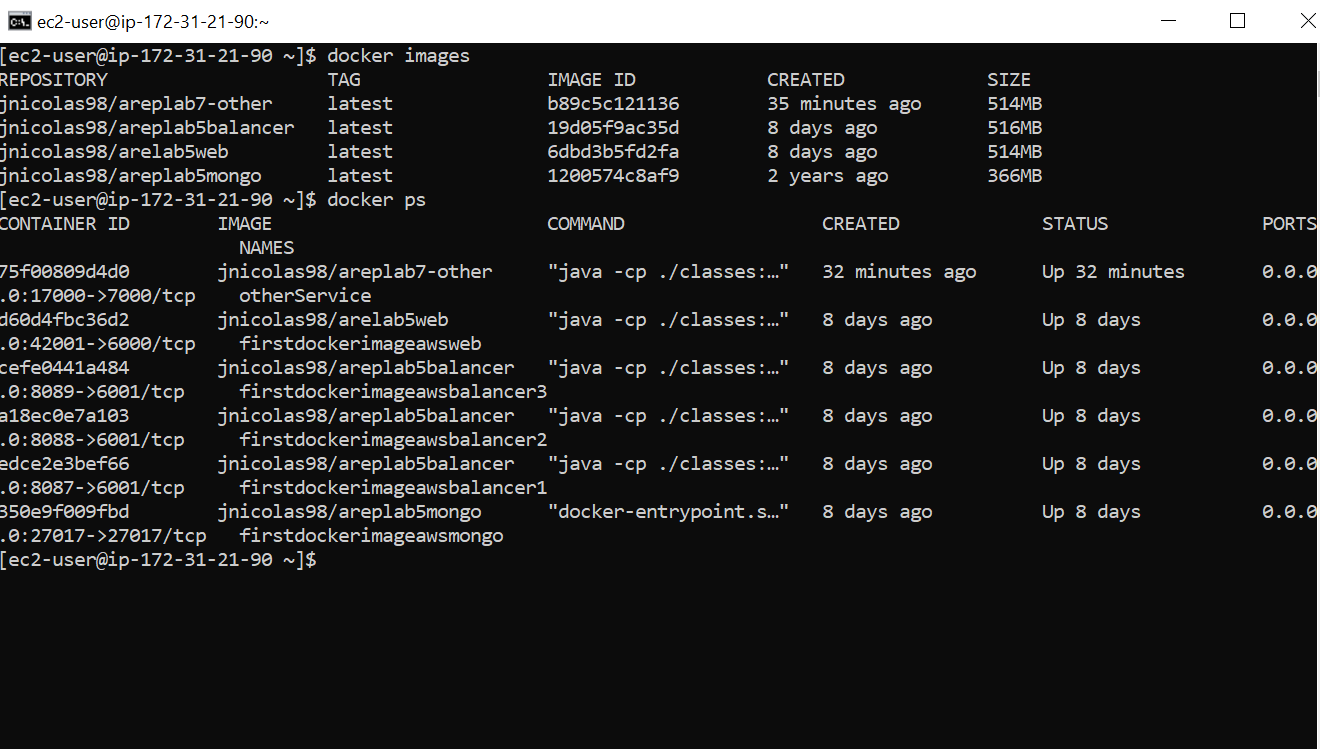 ec2-user@ip-172-31-21-90:~
[ec2-user@ip-172-31-21-90 ~]$ docker images
REPOSITORY                    TAG                 IMAGE ID            CREATED             SIZE
jnicolas98/areplab7-other     latest              b89c5c121136        35 minutes ago      514MB
jnicolas98/areplab5balancer   latest              19d05f9ac35d        8 days ago          516MB
jnicolas98/arelab5web         latest              6dbd3b5fd2fa        8 days ago          514MB
jnicolas98/areplab5mongo      latest              1200574c8af9        2 years ago         366MB
[ec2-user@ip-172-31-21-90 ~]$ docker ps
CONTAINER ID        IMAGE                         COMMAND                  CREATED             STATUS              PORTS
                      NAMES
75f00809d4d0        jnicolas98/areplab7-other     "java -cp ./classes:…"   32 minutes ago      Up 32 minutes       0.0.0
.0:17000->7000/tcp    otherService
d60d4fbc36d2        jnicolas98/arelab5web         "java -cp ./classes:…"   8 days ago          Up 8 days           0.0.0
.0:42001->6000/tcp    firstdockerimageawsweb
cefe0441a484        jnicolas98/areplab5balancer   "java -cp ./classes:…"   8 days ago          Up 8 days           0.0.0
.0:8089->6001/tcp     firstdockerimageawsbalancer3
a18ec0e7a103        jnicolas98/areplab5balancer   "java -cp ./classes:…"   8 days ago          Up 8 days           0.0.0
.0:8088->6001/tcp     firstdockerimageawsbalancer2
edce2e3bef66        jnicolas98/areplab5balancer   "java -cp ./classes:…"   8 days ago          Up 8 days           0.0.0
.0:8087->6001/tcp     firstdockerimageawsbalancer1
350e9f009fbd        jnicolas98/areplab5mongo      "docker-entrypoint.s…"   8 days ago          Up 8 days           0.0.0
.0:27017->27017/tcp   firstdockerimageawsmongo
[ec2-user@ip-172-31-21-90 ~]$